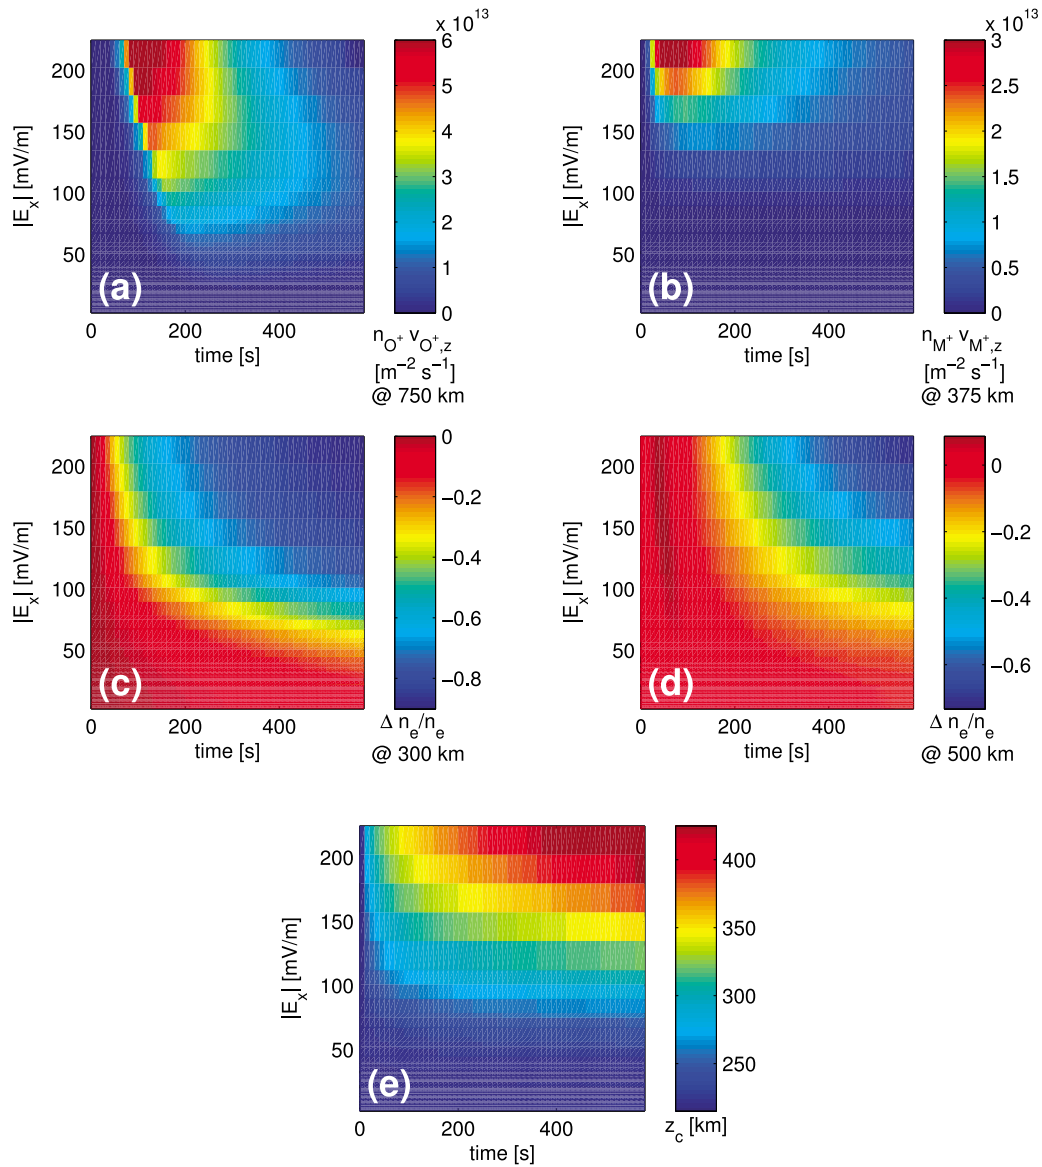 x 10¹³
6
5
4
3
2
1
0
200
150
100
50
|E_x| [mV/m]
(a)
0 200 400
time [s]
n_O⁺ v_O⁺,z
[m⁻² s⁻¹]
@ 750 km
x 10¹³
3
2.5
2
1.5
1
0.5
0
200
150
100
50
|E_x| [mV/m]
(b)
0 200 400
time [s]
n_M⁺ v_M⁺,z
[m⁻² s⁻¹]
@ 375 km
0
−0.2
−0.4
−0.6
−0.8
200
150
100
50
|E_x| [mV/m]
(c)
0 200 400
time [s]
Δ n_e/n_e
@ 300 km
0
−0.2
−0.4
−0.6
200
150
100
50
|E_x| [mV/m]
(d)
0 200 400
time [s]
Δ n_e/n_e
@ 500 km
400
350
300
250
200
150
100
50
|E_x| [mV/m]
(e)
0 200 400
time [s]
z_c [km]